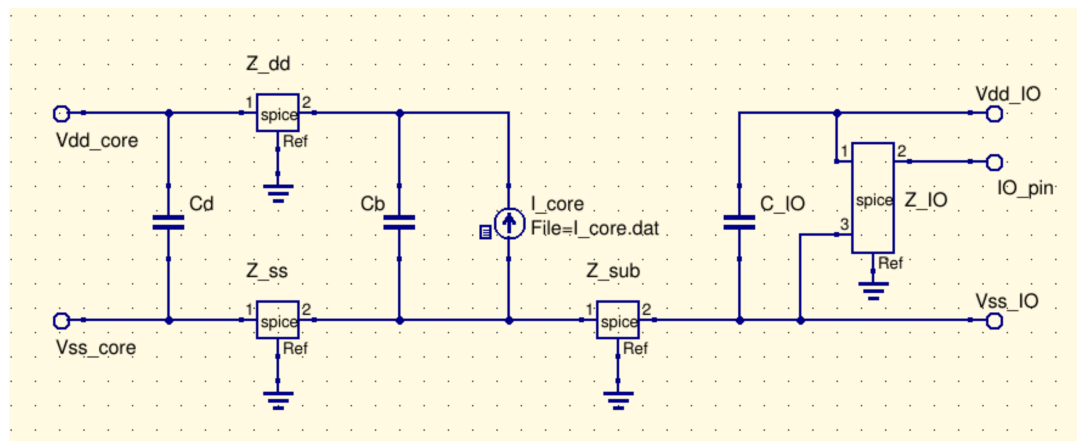 Z_dd
1 spice 2
Ref
Vdd_core
Cd
Cb
I_core
File=I_core.dat
Z_ss
1 spice 2
Ref
Vss_core
Z_sub
1 spice 2
Ref
C_IO
Vdd_IO
1 2
IO_pin
spice Z_IO
3
Ref
Vss_IO